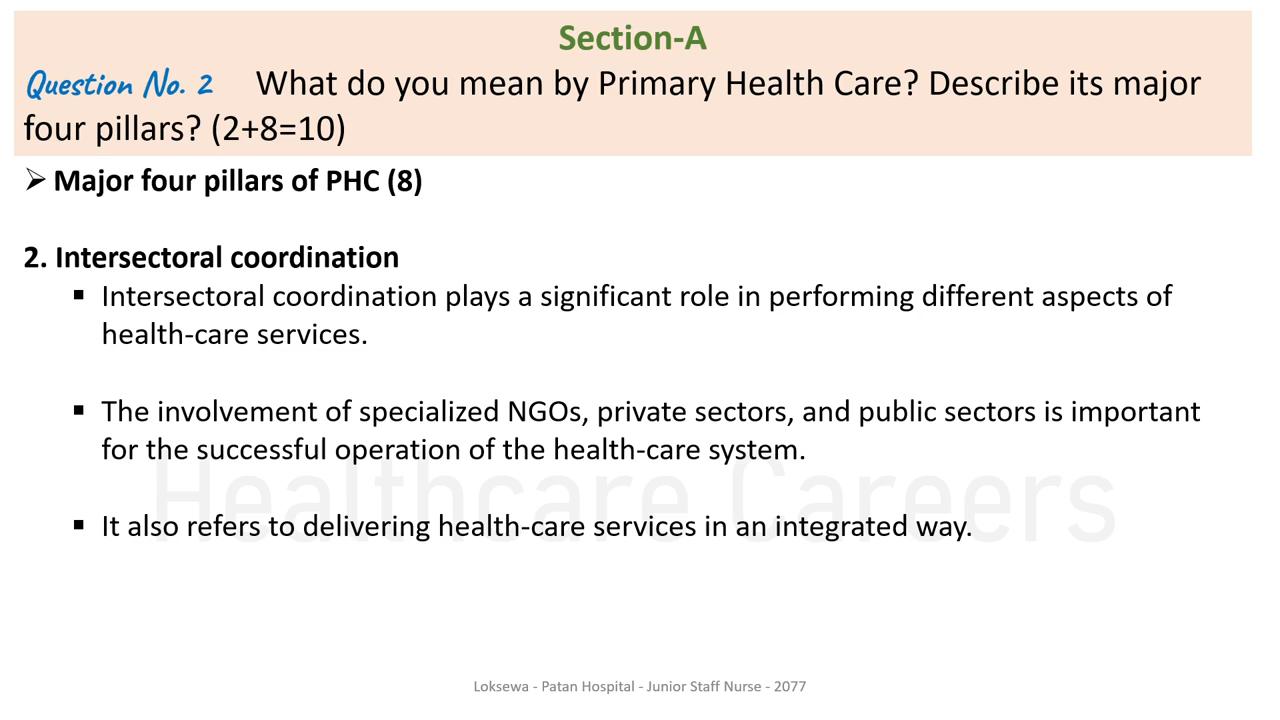 Section-A
Question No. 2 What do you mean by Primary Health Care? Describe its major
four pillars? (2+8=10)
➢ Major four pillars of PHC (8)
2. Intersectoral coordination
▪ Intersectoral coordination plays a significant role in performing different aspects of
health-care services.
▪ The involvement of specialized NGOs, private sectors, and public sectors is important
for the successful operation of the health-care system.
Healthcare Careers
▪ It also refers to delivering health-care services in an integrated way.
Loksewa - Patan Hospital - Junior Staff Nurse - 2077